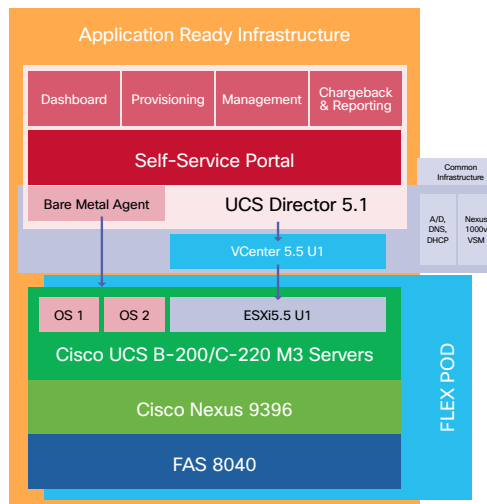 Application Ready Infrastructure
Dashboard
Provisioning
Management
Chargeback
& Reporting
Self-Service Portal
Common
Infrastructure
Bare Metal Agent
UCS Director 5.1
A/D,
DNS,
DHCP
Nexus
1000v
VSM
VCenter 5.5 U1
OS 1
OS 2
ESXi5.5 U1
Cisco UCS B-200/C-220 M3 Servers
Cisco Nexus 9396
FAS 8040
FLEX POD